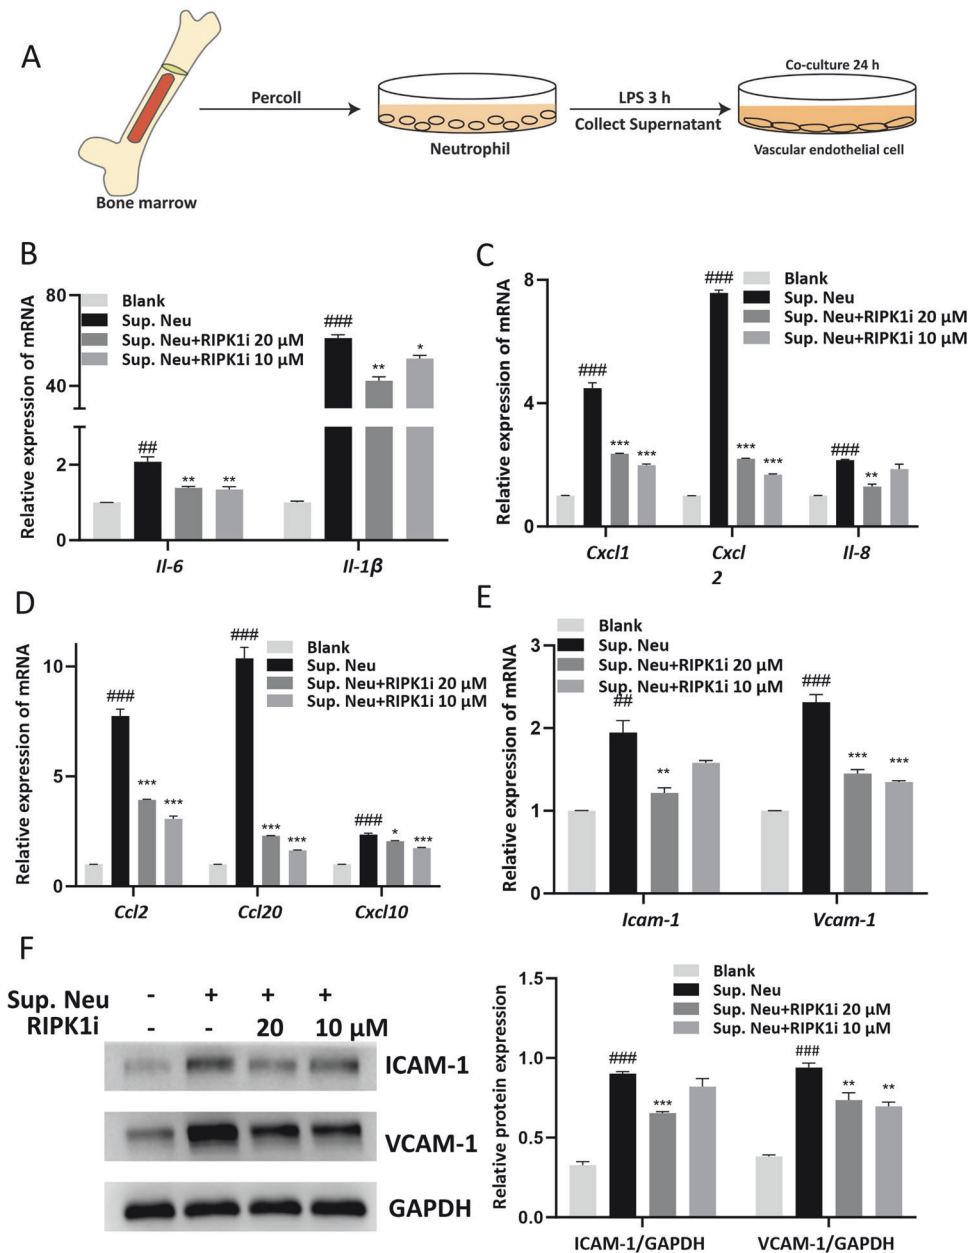 A
Co-culture 24 h
Percoll
LPS 3 h
Collect Supernatant
Neutrophil
Vascular endothelial cell
Bone marrow
B
Relative expression of mRNA
80
40
2
0
Blank
Sup. Neu
Sup. Neu+RIPK1i 20 μM
Sup. Neu+RIPK1i 10 μM
##
**
**
###
**
*
Il-6
Il-1β
C
Relative expression of mRNA
8
4
0
Blank
Sup. Neu
Sup. Neu+RIPK1i 20 μM
Sup. Neu+RIPK1i 10 μM
###
***
***
###
***
***
###
**
Cxcl1
Cxcl
2
Il-8
D
Relative expression of mRNA
10
5
0
Blank
Sup. Neu
Sup. Neu+RIPK1i 20 μM
Sup. Neu+RIPK1i 10 μM
###
***
***
###
***
***
###
*
***
Ccl2
Ccl20
Cxcl10
E
Relative expression of mRNA
3
2
1
0
Blank
Sup. Neu
Sup. Neu+RIPK1i 20 μM
Sup. Neu+RIPK1i 10 μM
##
**
###
***
***
Icam-1
Vcam-1
F
Sup. Neu - + + +
RIPK1i - - 20 10 μM
ICAM-1
VCAM-1
GAPDH
Relative protein expression
1.5
1.0
0.5
0.0
Blank
Sup. Neu
Sup. Neu+RIPK1i 20 μM
Sup. Neu+RIPK1i 10 μM
###
***
###
**
**
ICAM-1/GAPDH
VCAM-1/GAPDH